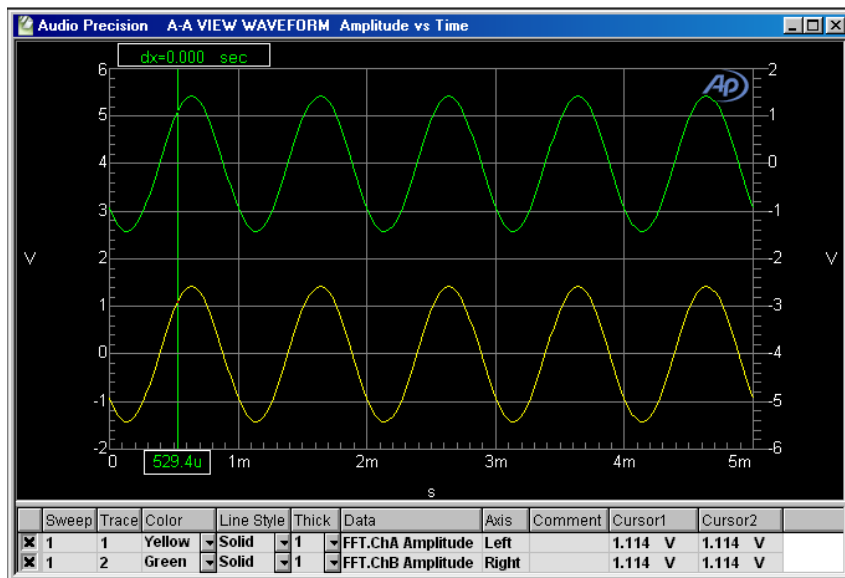 Audio Precision A-A VIEW WAVEFORM Amplitude vs Time
dx=0.000 sec
6 2
Ap
5 1
4 0
3 -1
V 2 -2 V
1 -3
0 -4
-1 -5
-2 -6
0 529.4u 1m 2m 3m 4m 5m
s
Sweep Trace Color Line Style Thick Data Axis Comment Cursor1 Cursor2
1 1 Yellow Solid 1 FFT.ChA Amplitude Left 1.114 V 1.114 V
1 2 Green Solid 1 FFT.ChB Amplitude Right 1.114 V 1.114 V